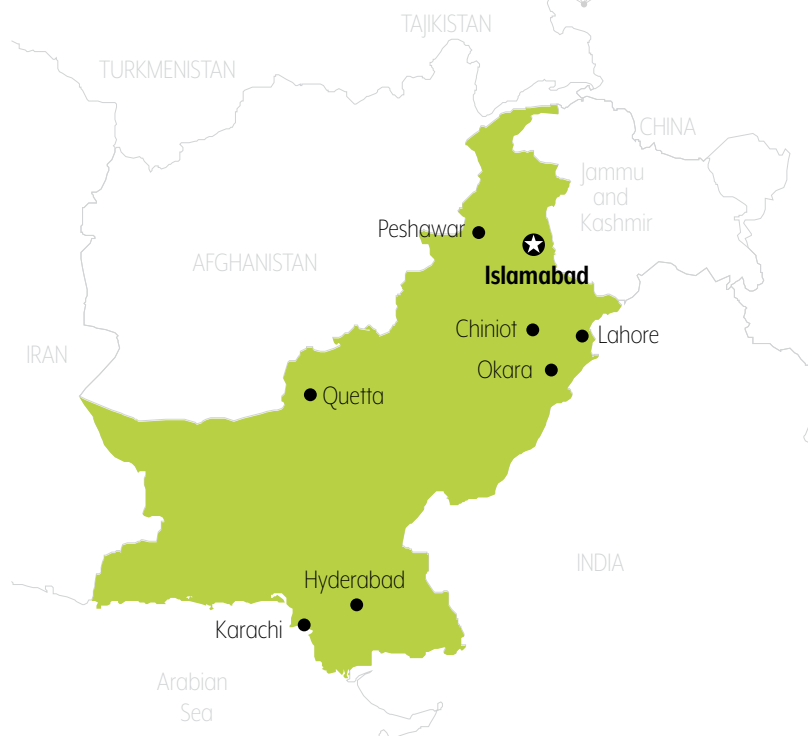 TAJIKISTAN
TURKMENISTAN
CHINA
Jammu
and
Kashmir
Peshawar
AFGHANISTAN
Islamabad
Chiniot
Lahore
IRAN
Okara
Quetta
INDIA
Hyderabad
Karachi
Arabian
Sea